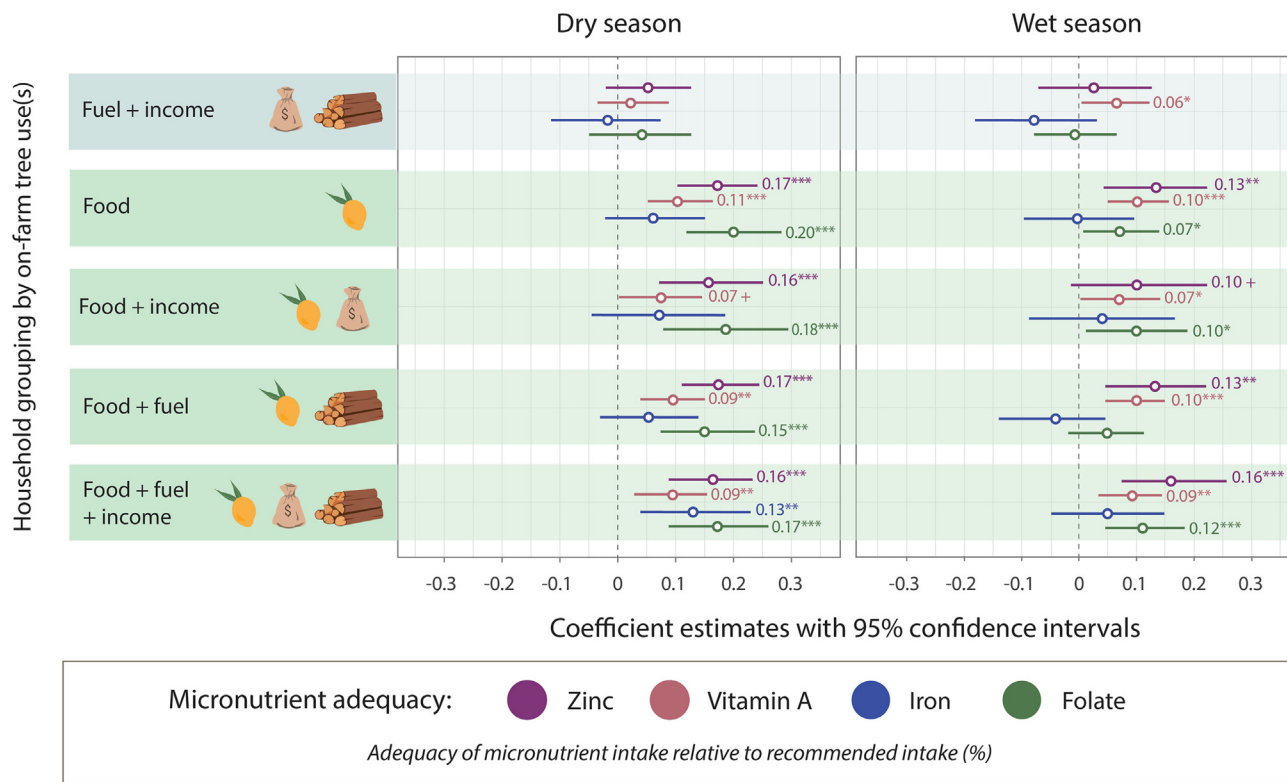 Dry season
Wet season
Household grouping by on-farm tree use(s)
Fuel + income
$
0.06*
Food
0.17***
0.11***
0.20***
0.13**
0.10***
0.07*
Food + income
$
0.16***
0.07 +
0.18***
0.10 +
0.07*
0.10*
Food + fuel
0.17***
0.09**
0.15***
0.13**
0.10***
Food + fuel
+ income
$
0.16***
0.09**
0.13**
0.17***
0.16***
0.09**
0.12***
-0.3 -0.2 -0.1 0 0.1 0.2 0.3
-0.3 -0.2 -0.1 0 0.1 0.2 0.3
Coefficient estimates with 95% confidence intervals
Micronutrient adequacy: Zinc Vitamin A Iron Folate
Adequacy of micronutrient intake relative to recommended intake (%)